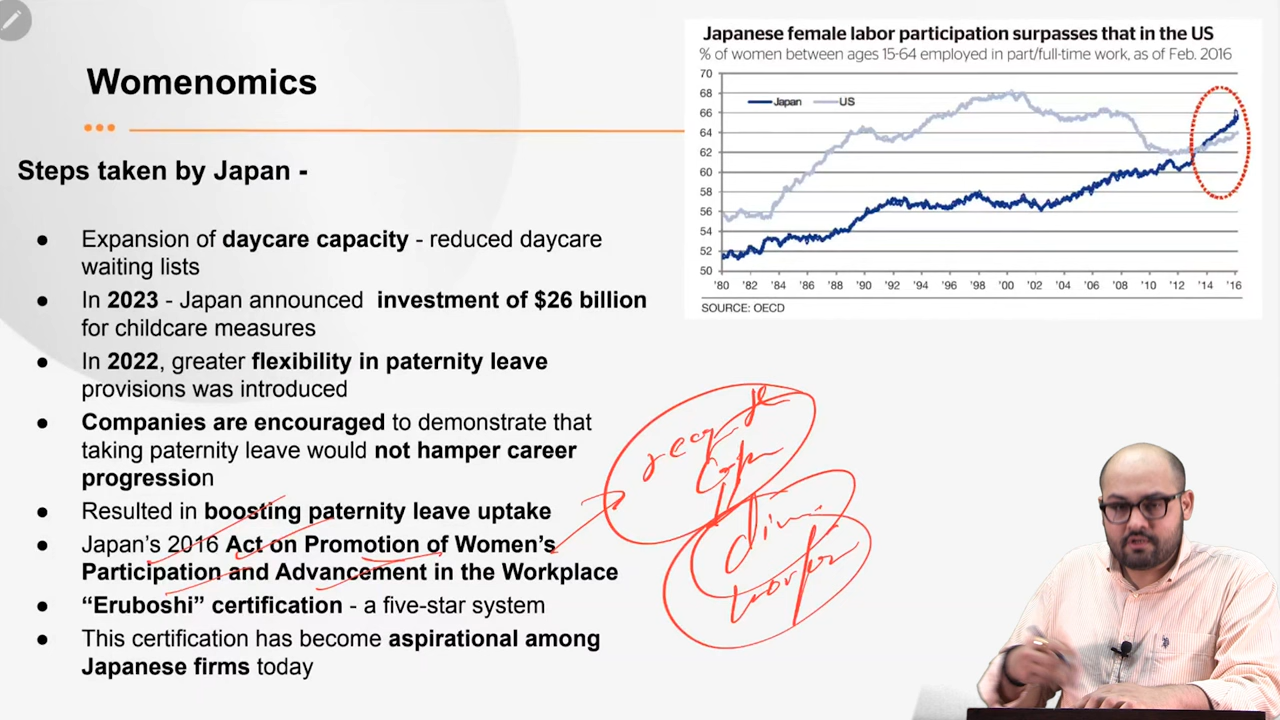 Womenomics
Steps taken by Japan -
● Expansion of daycare capacity - reduced daycare
waiting lists
● In 2023 - Japan announced investment of $26 billion
for childcare measures
● In 2022, greater flexibility in paternity leave
provisions was introduced
● Companies are encouraged to demonstrate that
taking paternity leave would not hamper career
progression
● Resulted in boosting paternity leave uptake
● Japan's 2016 Act on Promotion of Women's
Participation and Advancement in the Workplace
● “Eruboshi” certification - a five-star system
● This certification has become aspirational among
Japanese firms today
Japanese female labor participation surpasses that in the US
% of women between ages 15-64 employed in part/full-time work, as of Feb. 2016
70
68
66
64
62
60
58
56
54
52
50
Japan US
'80 '82 '84 '86 '88 '90 '92 '94 '96 '98 '00 '02 '04 '06 '08 '10 '12 '14 '16
SOURCE: OECD